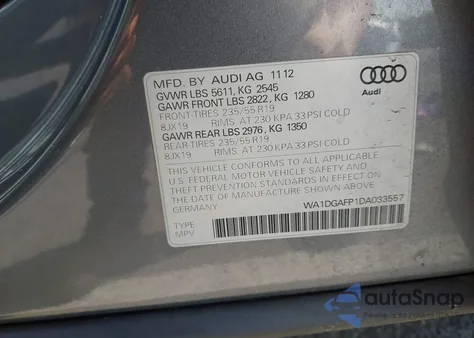 MFD. BY AUDI AG 11 12
GVWR LBS 5611, KG 2545
GAWR FRONT LBS 2822, KG 1280
FRONT-TIRES 235/55 R19
8JX19 RIMS AT 230 KPA 33 PSI COLD
GAWR REAR LBS 2976, KG 1350
REAR-TIRES 235/55 R19
8JX19 RIMS AT 230 KPA 33 PSI COLD
THIS VEHICLE CONFORMS TO ALL APPLICABLE
U.S. FEDERAL MOTOR VEHICLE SAFETY AND
THEFT PREVENTION STANDARDS IN EFFECT ON
THE DATE OF MANUFACTURE SHOWN ABOVE
GERMANY
TYPE
MPV
WA1DGAFP1DA033557
Audi
autoSnap